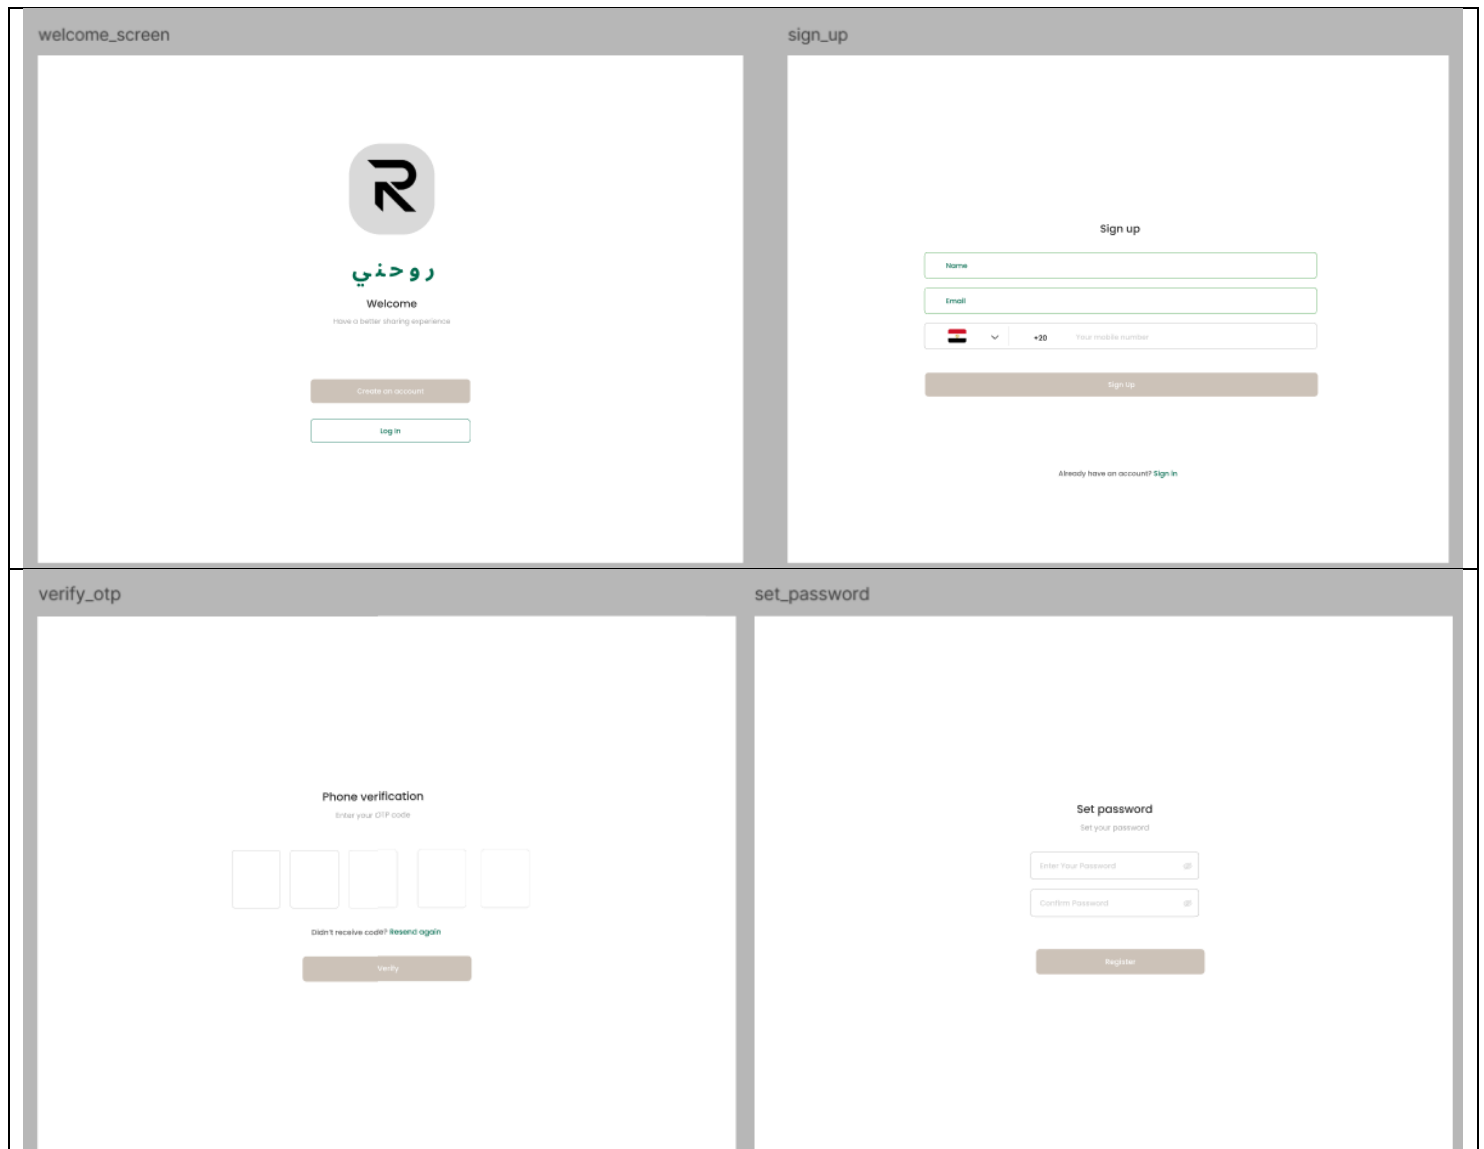 welcome_screen
R
روحني
Welcome
Have a better sharing experience
Create an account
Log in
sign_up
Sign up
Name
Email
+20 Your mobile number
Sign Up
Already have an account? Sign in
verify_otp
Phone verification
Enter your OTP code
Didn't receive code? Resend again
Verify
set_password
Set password
Set your password
Enter Your Password
Confirm Password
Register